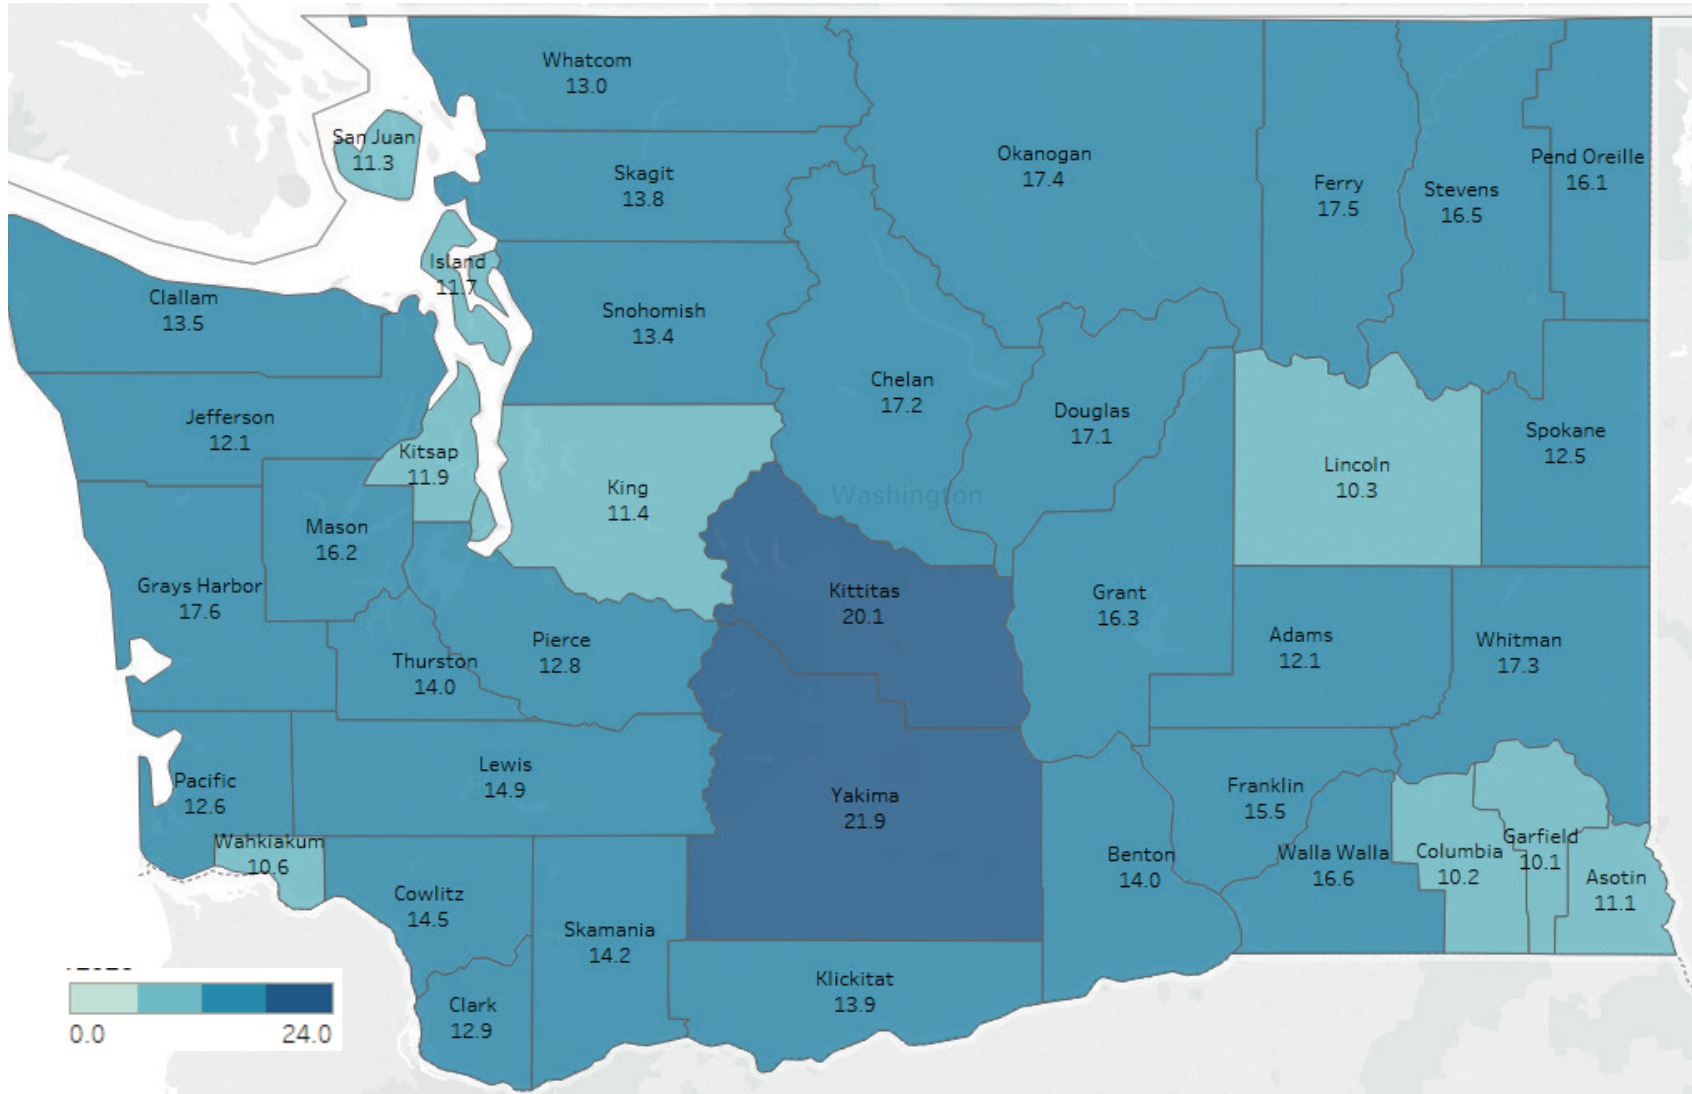 Whatcom
13.0
San Juan
11.3
Skagit
13.8
Okanogan
17.4
Ferry
17.5
Stevens
16.5
Pend Oreille
16.1
Island
11.7
Clallam
13.5
Snohomish
13.4
Chelan
17.2
Douglas
17.1
Jefferson
12.1
Kitsap
11.9
King
11.4
Washington
Lincoln
10.3
Spokane
12.5
Mason
16.2
Grays Harbor
17.6
Kittitas
20.1
Grant
16.3
Adams
12.1
Whitman
17.3
Thurston
14.0
Pierce
12.8
Pacific
12.6
Lewis
14.9
Yakima
21.9
Franklin
15.5
Wahkiakum
10.6
Benton
14.0
Walla Walla
16.6
Columbia
10.2
Garfield
10.1
Asotin
11.1
Cowlitz
14.5
Skamania
14.2
Klickitat
13.9
Clark
12.9
0.0
24.0